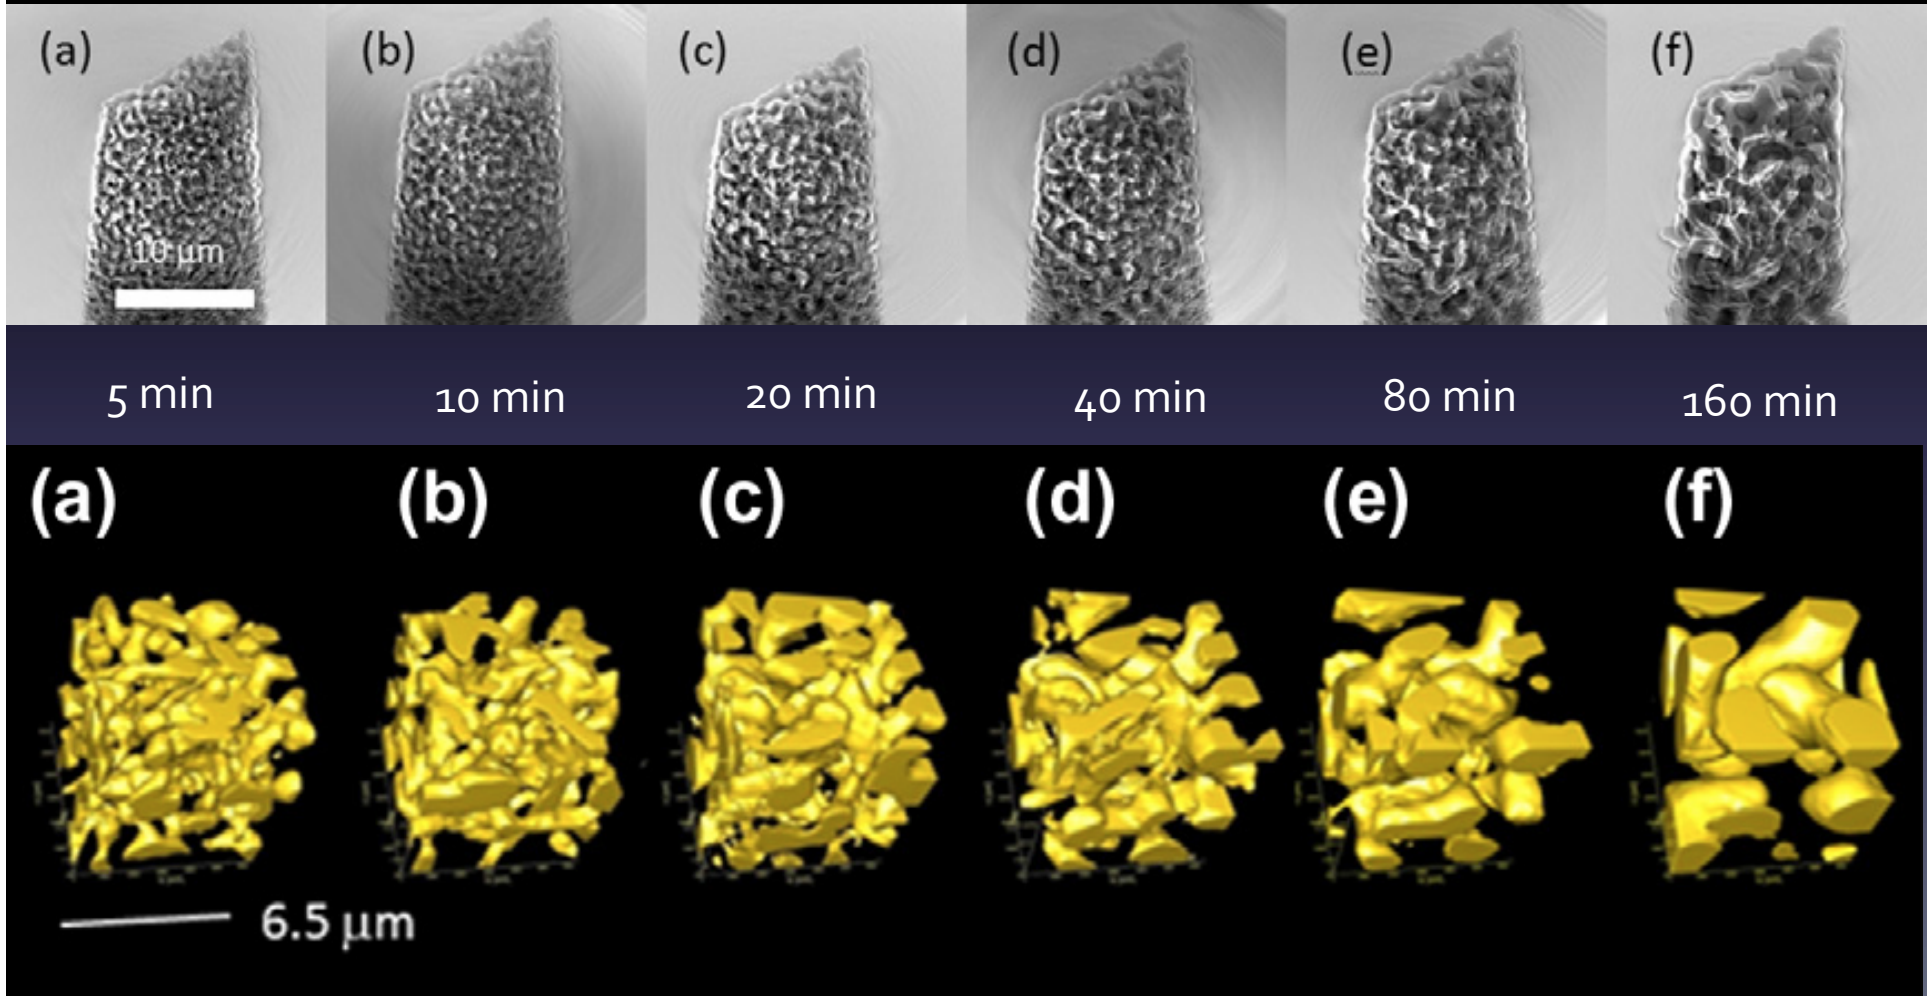 (a)
(b)
(c)
(d)
(e)
(f)
10 μm
5 min
10 min
20 min
40 min
80 min
160 min
(a)
(b)
(c)
(d)
(e)
(f)
6.5 μm